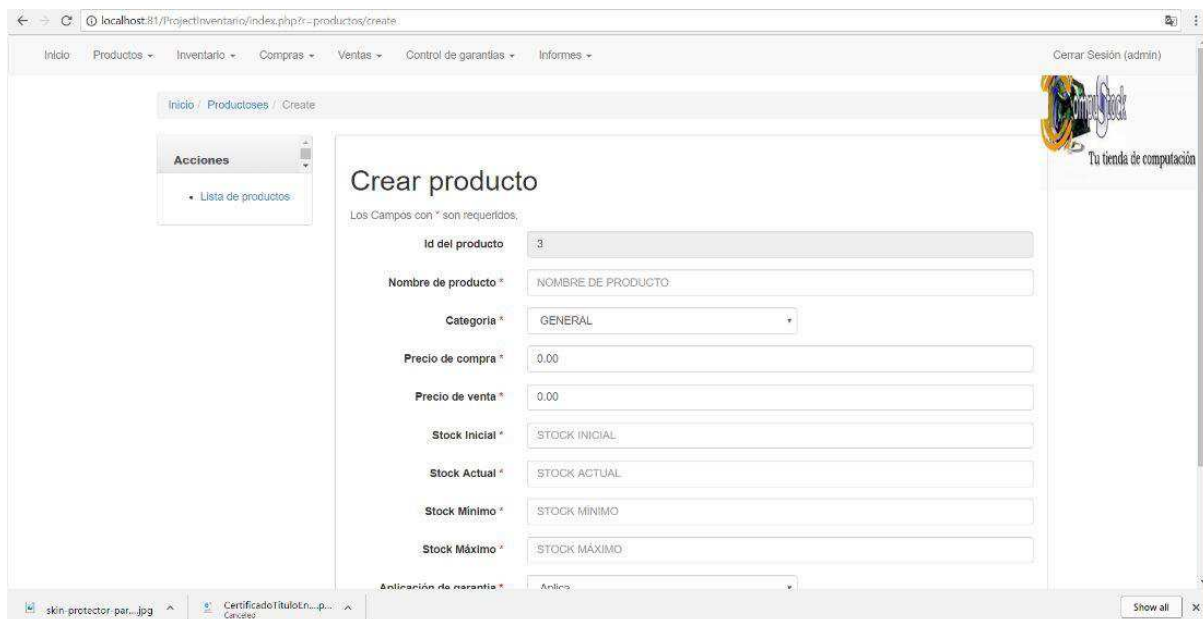 localhost:81/ProjectInventario/index.php?r=productos/create
Inicio Productos Inventario Compras Ventas Control de garantías Informes Cerrar Sesión (admin)
Inicio / Productoses / Create
CompuStock
Tu tienda de computación
Acciones
Lista de productos
Crear producto
Los Campos con * son requeridos.
Id del producto 3
Nombre de producto * NOMBRE DE PRODUCTO
Categoria * GENERAL
Precio de compra * 0.00
Precio de venta * 0.00
Stock Inicial * STOCK INICIAL
Stock Actual * STOCK ACTUAL
Stock Mínimo * STOCK MÍNIMO
Stock Máximo * STOCK MÁXIMO
Aplicación de garantía * Aplica
skin-protector-par....jpg CertificadoTituloEn....p... Show all
Canceled